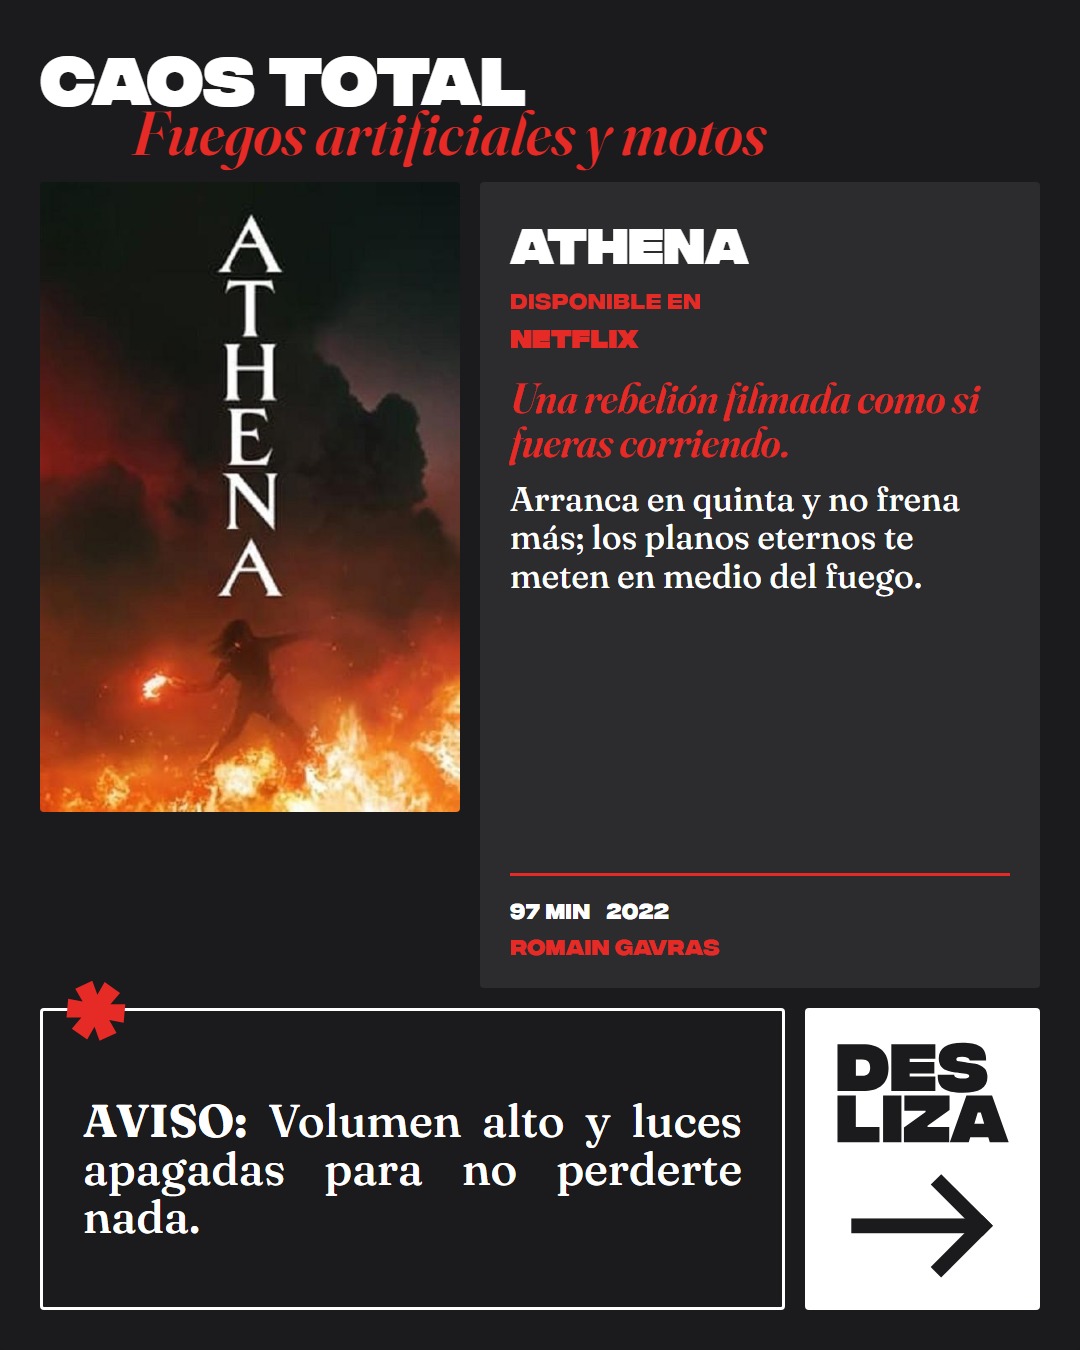 CAOS TOTAL
Fuegos artificiales y motos
ATHENA
ATHENA
DISPONIBLE EN
NETFLIX
Una rebelión filmada como si
fueras corriendo.
Arranca en quinta y no frena
más; los planos eternos te
meten en medio del fuego.
97 MIN 2022
ROMAIN GAVRAS
AVISO: Volumen alto y luces
apagadas para no perderte
nada.
DES
LIZA